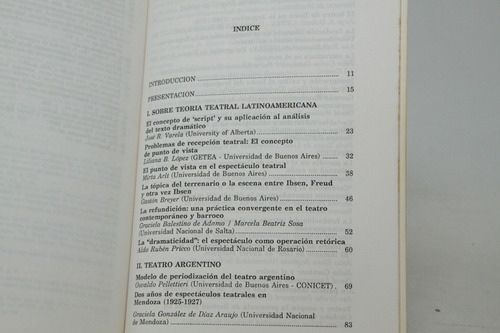 INDICE
INTRODUCCION 11
PRESENTACION 15
I. SOBRE TEORIA TEATRAL LATINOAMERICANA
El concepto de 'script' y su aplicación al análisis
del texto dramático
José R. Varela (University of Alberta) 23
Problemas de recepción teatral: El concepto
de punto de vista
Liliana B. López (GETEA - Universidad de Buenos Aires) 32
El punto de vista en el espectáculo teatral
Mirta Arlt (Universidad de Buenos Aires) 38
La tópica del terrenario o la escena entre Ibsen, Freud
y otra vez Ibsen
Gastón Breyer (Universidad de Buenos Aires) 46
La refundición: una práctica convergente en el teatro
contemporáneo y barroco
Graciela Balestino de Adamo / Marcela Beatriz Sosa
(Universidad Nacional de Salta) 52
La "dramaticidad": el espectáculo como operación retórica
Aldo Rubén Pricco (Universidad Nacional de Rosario) 60
II. TEATRO ARGENTINO
Modelo de periodización del teatro argentino
Osvaldo Pellettieri (Universidad de Buenos Aires - CONICET) 69
Dos años de espectáculos teatrales en
Mendoza (1925-1927)
Graciela González de Díaz Araujo (Universidad Nacional
de Mendoza) 83